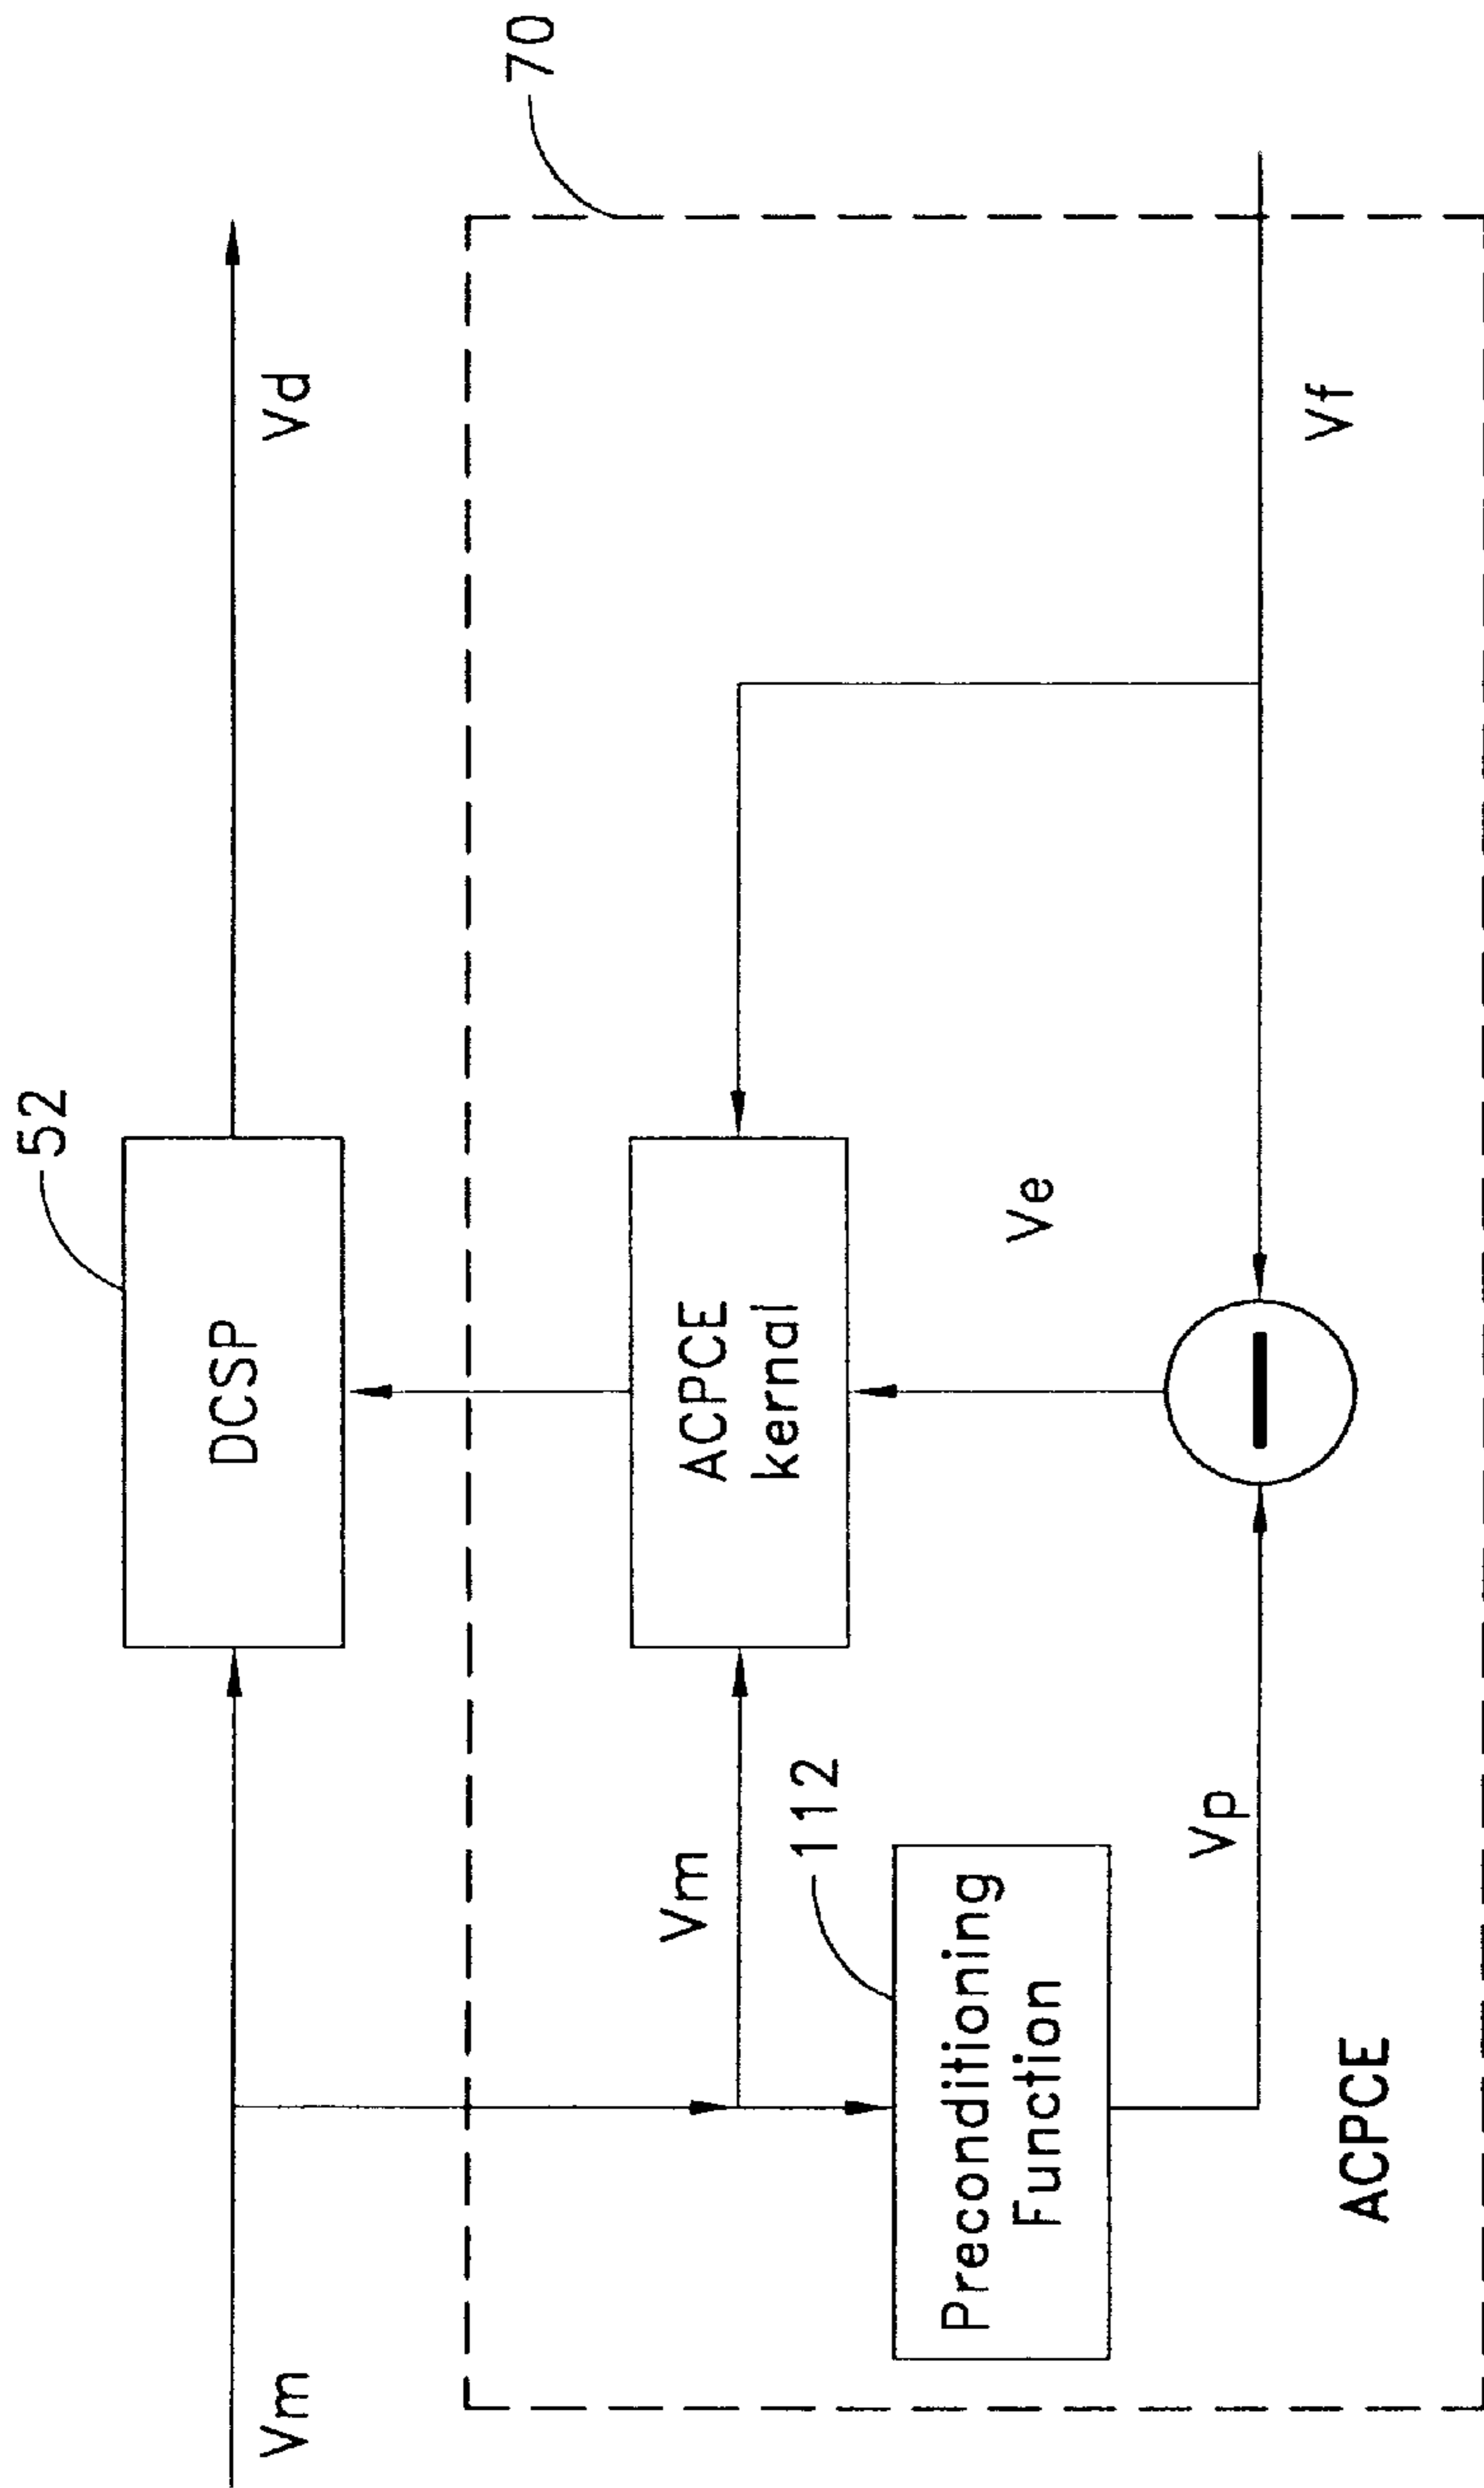 52
DCSP
Vm
Vd
70
Vm
ACPCE
kernal
112
Preconditioning
Function
Ve
Vp
Vf
ACPCE